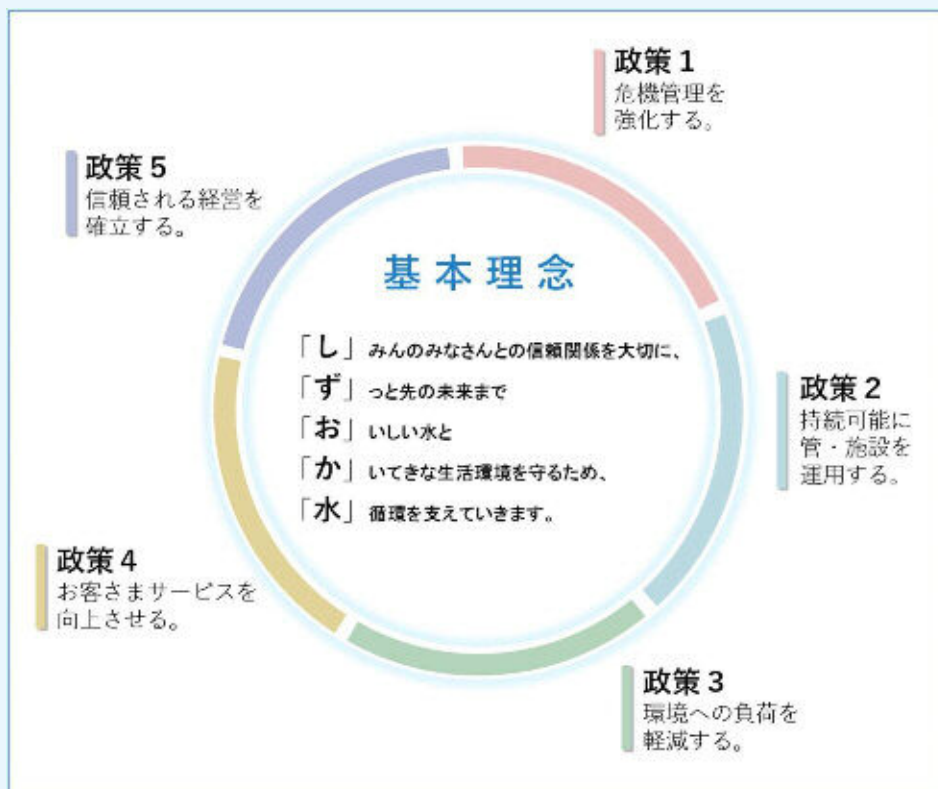 政策1
危機管理を
強化する。
政策5
信頼される経営を
確立する。
基本理念
「し」みんのみなさんとの信頼関係を大切に、
「ず」っと先の未来まで
「お」いしい水と
「か」いてきな生活環境を守るため、
「水」循環を支えていきます。
政策2
持続可能に
管・施設を
運用する。
政策4
お客さまサービスを
向上させる。
政策3
環境への負荷を
軽減する。